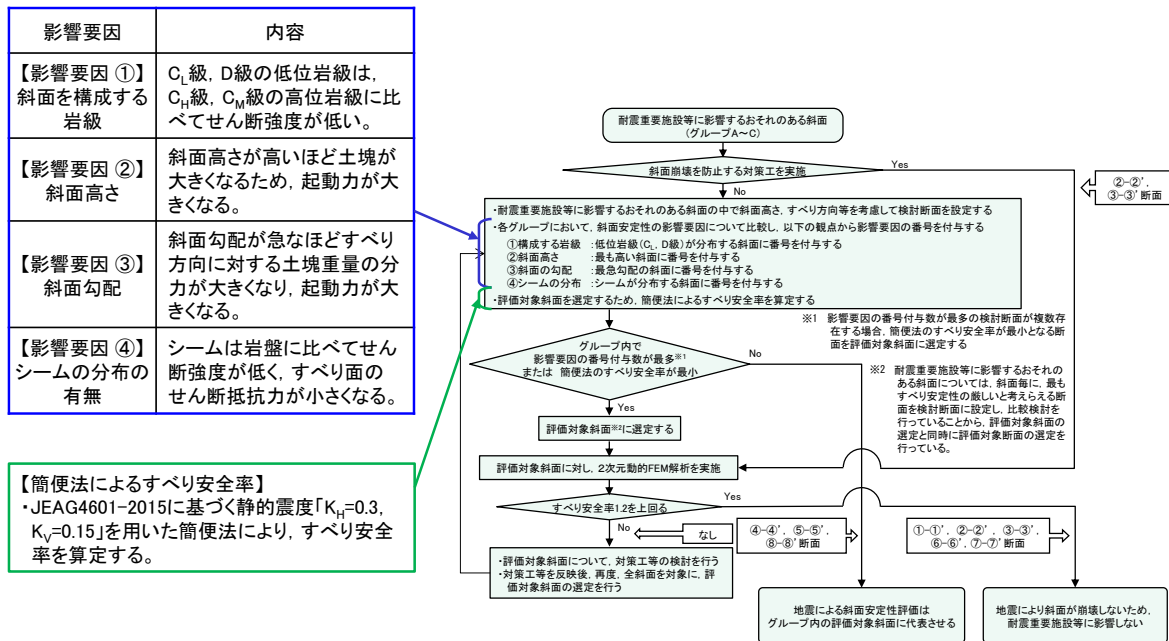 影響要因
内容
【影響要因 ①】
斜面を構成する
岩級
CL級，D級の低位岩級は，
CH級，CM級の高位岩級に比
べてせん断強度が低い。
【影響要因 ②】
斜面高さ
斜面高さが高いほど土塊が
大きくなるため，起動力が大
きくなる。
【影響要因 ③】
斜面勾配
斜面勾配が急なほどすべり
方向に対する土塊重量の分
力が大きくなり，起動力が大
きくなる。
【影響要因 ④】
シームの分布の
有無
シームは岩盤に比べてせん
断強度が低く，すべり面の
せん断抵抗力が小さくなる。
【簡便法によるすべり安全率】
・JEAG4601-2015に基づく静的震度「KH=0.3,
KV=0.15」を用いた簡便法により，すべり安全
率を算定する。
耐震重要施設等に影響するおそれのある斜面
(グループA～C)
斜面崩壊を防止する対策工を実施
Yes
No
②-②’，
③-③’断面
・耐震重要施設等に影響するおそれのある斜面の中で斜面高さ，すべり方向等を考慮して検討断面を設定する
・各グループにおいて，斜面安定性の影響要因について比較し，以下の観点から影響要因の番号を付与する
①構成する岩級 ：低位岩級(CL，D級)が分布する斜面に番号を付与する
②斜面高さ ：最も高い斜面に番号を付与する
③斜面の勾配 ：最急勾配の斜面に番号を付与する
④シームの分布 ：シームが分布する斜面に番号を付与する
・評価対象斜面を選定するため，簡便法によるすべり安全率を算定する
※1 影響要因の番号付与数が最多の検討断面が複数存
在する場合，簡便法のすべり安全率が最小となる断
面を評価対象斜面に選定する
グループ内で
影響要因の番号付与数が最多※1
または 簡便法のすべり安全率が最小
No
Yes
※2 耐震重要施設等に影響するおそれの
ある斜面については，斜面毎に，最も
すべり安定性の厳しいと考えらえる断
面を検討断面に設定し，比較検討を
行っていることから，評価対象斜面の
選定と同時に評価対象断面の選定を
行っている。
評価対象斜面※2に選定する
評価対象斜面に対し，2次元動的FEM解析を実施
すべり安全率1.2を上回る
Yes
No
なし
④-④’，⑤-⑤’，
⑧-⑧’断面
①-①’，②-②’，③-③’，
⑥-⑥’，⑦-⑦’断面
・評価対象斜面について，対策工等の検討を行う
・対策工等を反映後，再度，全斜面を対象に，評
価対象斜面の選定を行う
地震による斜面安定性評価は
グループ内の評価対象斜面に代表させる
地震により斜面が崩壊しないため，
耐震重要施設等に影響しない